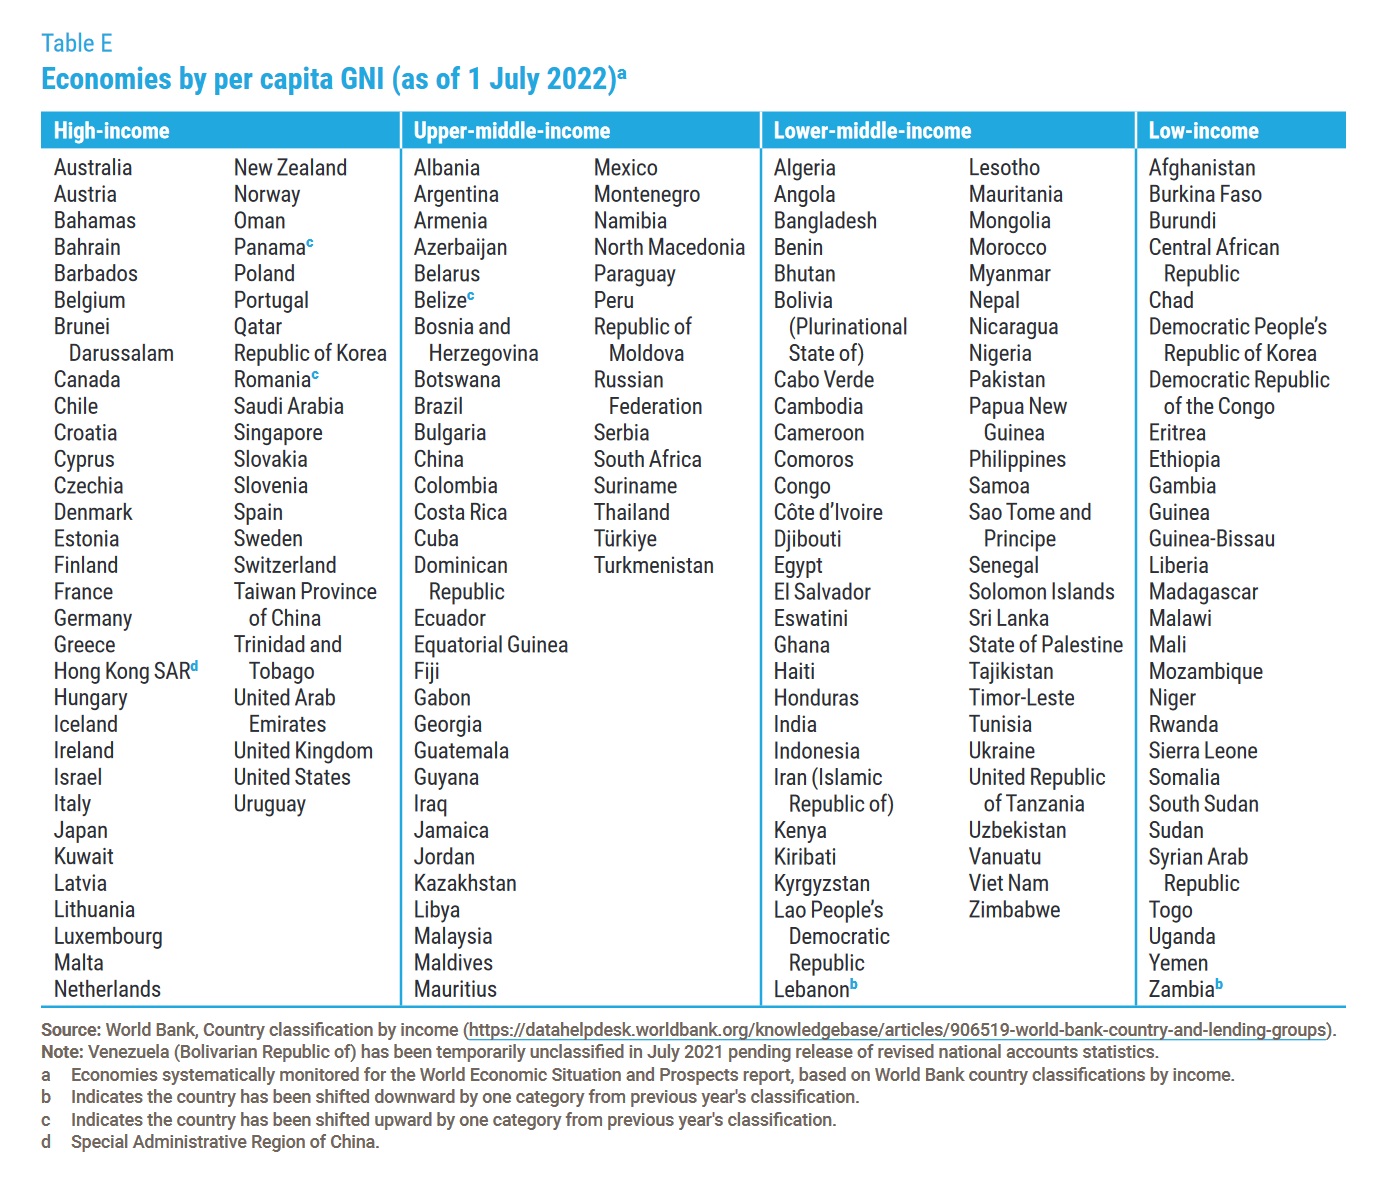 Table E
Economies by per capita GNI (as of 1 July 2022)a
High-income
Australia
Austria
Bahamas
Bahrain
Barbados
Belgium
Brunei
Darussalam
Canada
Chile
Croatia
Cyprus
Czechia
Denmark
Estonia
Finland
France
Germany
Greece
Hong Kong SARd
Hungary
Iceland
Ireland
Israel
Italy
Japan
Kuwait
Latvia
Lithuania
Luxembourg
Malta
Netherlands
New Zealand
Norway
Oman
Panamac
Poland
Portugal
Qatar
Republic of Korea
Romaniac
Saudi Arabia
Singapore
Slovakia
Slovenia
Spain
Sweden
Switzerland
Taiwan Province
of China
Trinidad and
Tobago
United Arab
Emirates
United Kingdom
United States
Uruguay
Upper-middle-income
Albania
Argentina
Armenia
Azerbaijan
Belarus
Belizec
Bosnia and
Herzegovina
Botswana
Brazil
Bulgaria
China
Colombia
Costa Rica
Cuba
Dominican
Republic
Ecuador
Equatorial Guinea
Fiji
Gabon
Georgia
Guatemala
Guyana
Iraq
Jamaica
Jordan
Kazakhstan
Libya
Malaysia
Maldives
Mauritius
Mexico
Montenegro
Namibia
North Macedonia
Paraguay
Peru
Republic of
Moldova
Russian
Federation
Serbia
South Africa
Suriname
Thailand
Türkiye
Turkmenistan
Lower-middle-income
Algeria
Angola
Bangladesh
Benin
Bhutan
Bolivia
(Plurinational
State of)
Cabo Verde
Cambodia
Cameroon
Comoros
Congo
Côte d’Ivoire
Djibouti
Egypt
El Salvador
Eswatini
Ghana
Haiti
Honduras
India
Indonesia
Iran (Islamic
Republic of)
Kenya
Kiribati
Kyrgyzstan
Lao People’s
Democratic
Republic
Lebanonb
Lesotho
Mauritania
Mongolia
Morocco
Myanmar
Nepal
Nicaragua
Nigeria
Pakistan
Papua New
Guinea
Philippines
Samoa
Sao Tome and
Principe
Senegal
Solomon Islands
Sri Lanka
State of Palestine
Tajikistan
Timor-Leste
Tunisia
Ukraine
United Republic
of Tanzania
Uzbekistan
Vanuatu
Viet Nam
Zimbabwe
Low-income
Afghanistan
Burkina Faso
Burundi
Central African
Republic
Chad
Democratic People’s
Republic of Korea
Democratic Republic
of the Congo
Eritrea
Ethiopia
Gambia
Guinea
Guinea-Bissau
Liberia
Madagascar
Malawi
Mali
Mozambique
Niger
Rwanda
Sierra Leone
Somalia
South Sudan
Sudan
Syrian Arab
Republic
Togo
Uganda
Yemen
Zambiab
Source: World Bank, Country classification by income (https://datahelpdesk.worldbank.org/knowledgebase/articles/906519-world-bank-country-and-lending-groups).
Note: Venezuela (Bolivarian Republic of) has been temporarily unclassified in July 2021 pending release of revised national accounts statistics.
a Economies systematically monitored for the World Economic Situation and Prospects report, based on World Bank country classifications by income.
b Indicates the country has been shifted downward by one category from previous year's classification.
c Indicates the country has been shifted upward by one category from previous year's classification.
d Special Administrative Region of China.